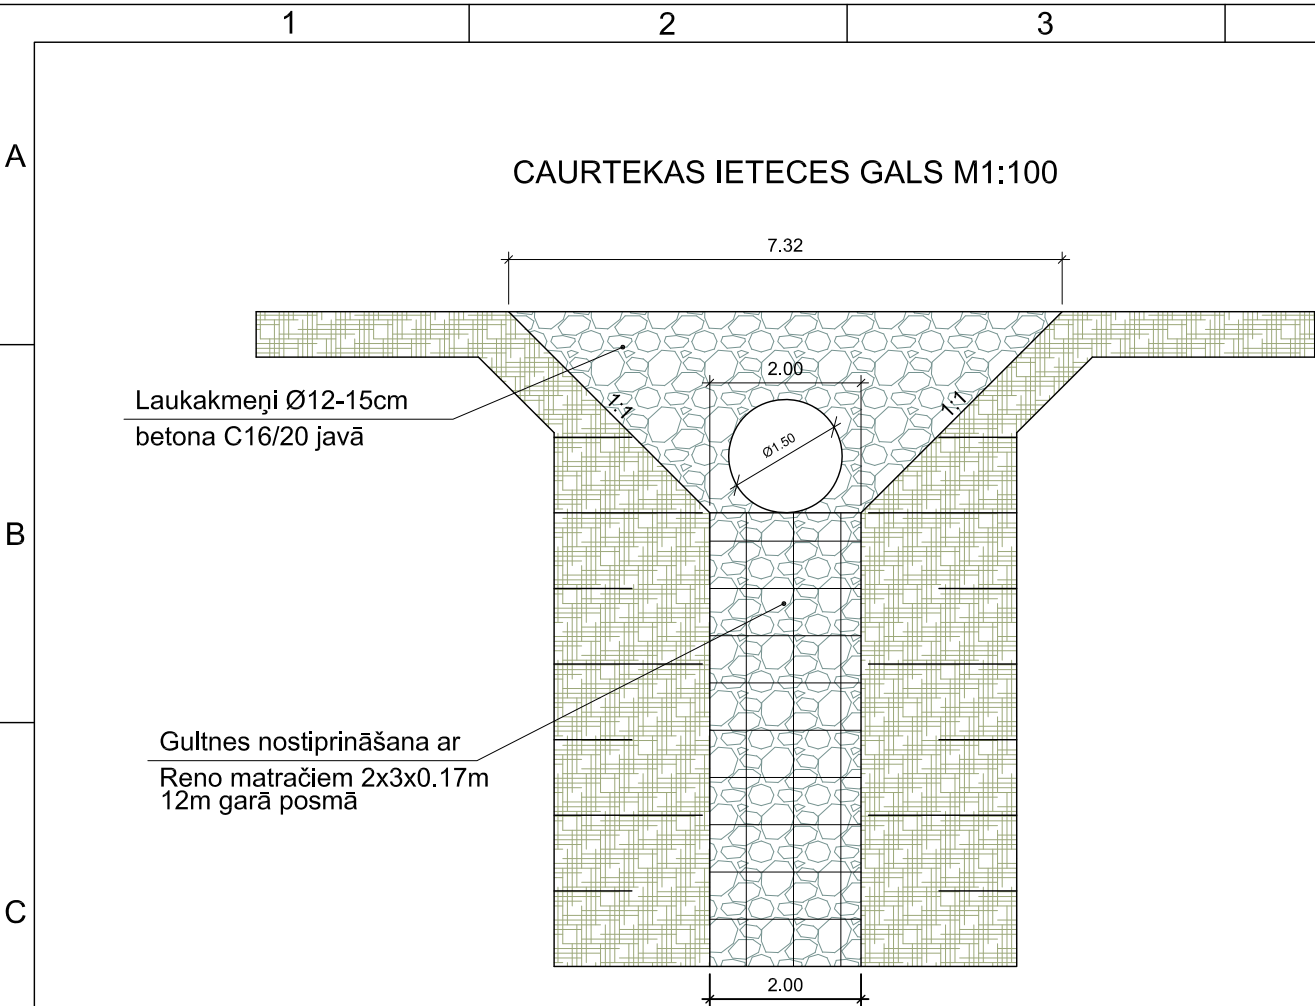 1
2
3
A
CAURTEKAS IETECES GALS M1:100
7.32
2.00
Laukakmeņi Ø12-15cm
betona C16/20 javā
1:1
1:1
Ø1.50
B
Gultnes nostiprināšana ar
Reno matračiem 2x3x0.17m
12m garā posmā
C
2.00